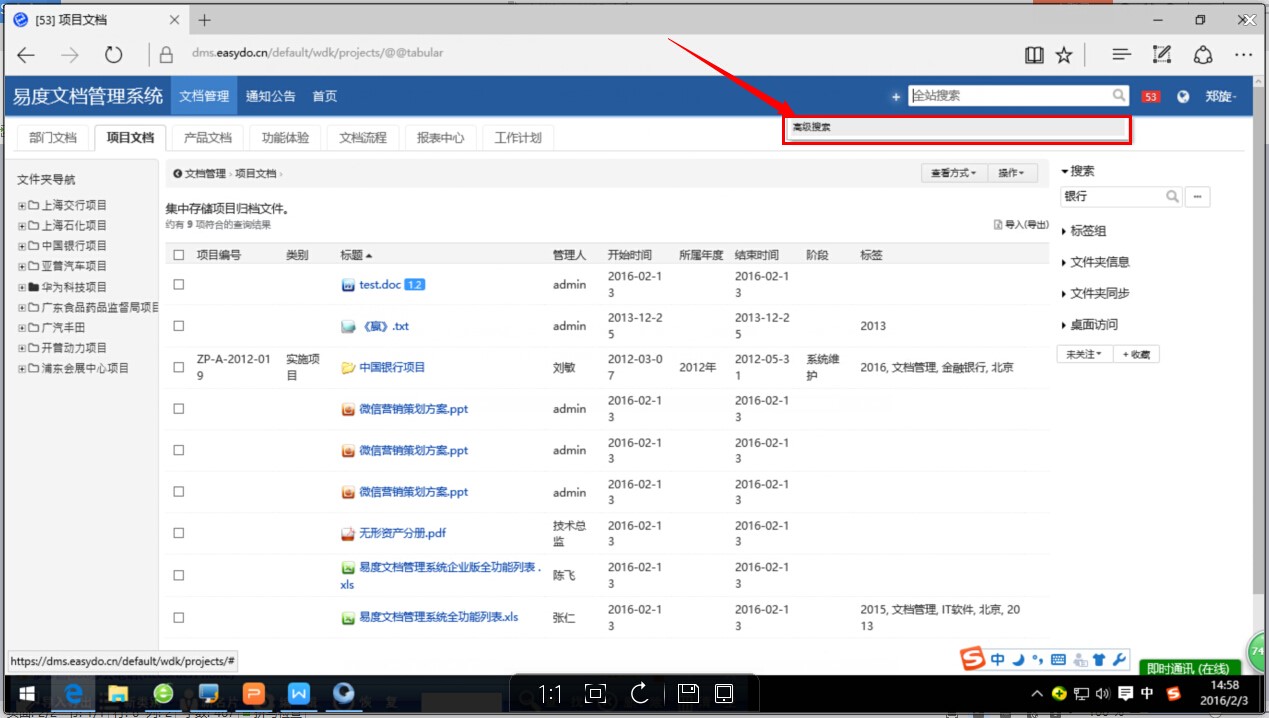 [53] 项目文档
dms.easydo.cn/default/wdk/projects/@@tabular
易度文档管理系统 文档管理 通知公告 首页 + 全站搜索 53 郑旋
高级搜索
部门文档 项目文档 产品文档 功能体验 文档流程 报表中心 工作计划
文件夹导航
上海交行项目
上海石化项目
中国银行项目
亚普汽车项目
华为科技项目
广东食品药品监督局项目
广汽丰田
开普动力项目
浦东会展中心项目
文档管理 › 项目文档 ›
查看方式 操作
集中存储项目归档文件。
约有 9 项符合的查询结果
导入(导出)
项目编号 类别 标题 管理人 开始时间 所属年度 结束时间 阶段 标签
test.doc 1.2 admin 2016-02-13 2016-02-13
《赢》.txt admin 2013-12-25 2013-12-25 2013
ZP-A-2012-019 实施项目 中国银行项目 刘敏 2012-03-07 2012年 2012-05-31 系统维护 2016, 文档管理, 金融银行, 北京
微信营销策划方案.ppt admin 2016-02-13 2016-02-13
微信营销策划方案.ppt admin 2016-02-13 2016-02-13
微信营销策划方案.ppt admin 2016-02-13 2016-02-13
无形资产分册.pdf 技术总监 2016-02-13 2016-02-13
易度文档管理系统企业版全功能列表.xls 陈飞 2016-02-13 2016-02-13
易度文档管理系统全功能列表.xls 张仁 2016-02-13 2016-02-13 2015, 文档管理, IT软件, 北京, 2013
搜索
银行
标签组
文件夹信息
文件夹同步
桌面访问
未关注 +收藏
https://dms.easydo.cn/default/wdk/projects/#
中
74
即时通讯 (在线)
1:1
中
14:58
2016/2/3